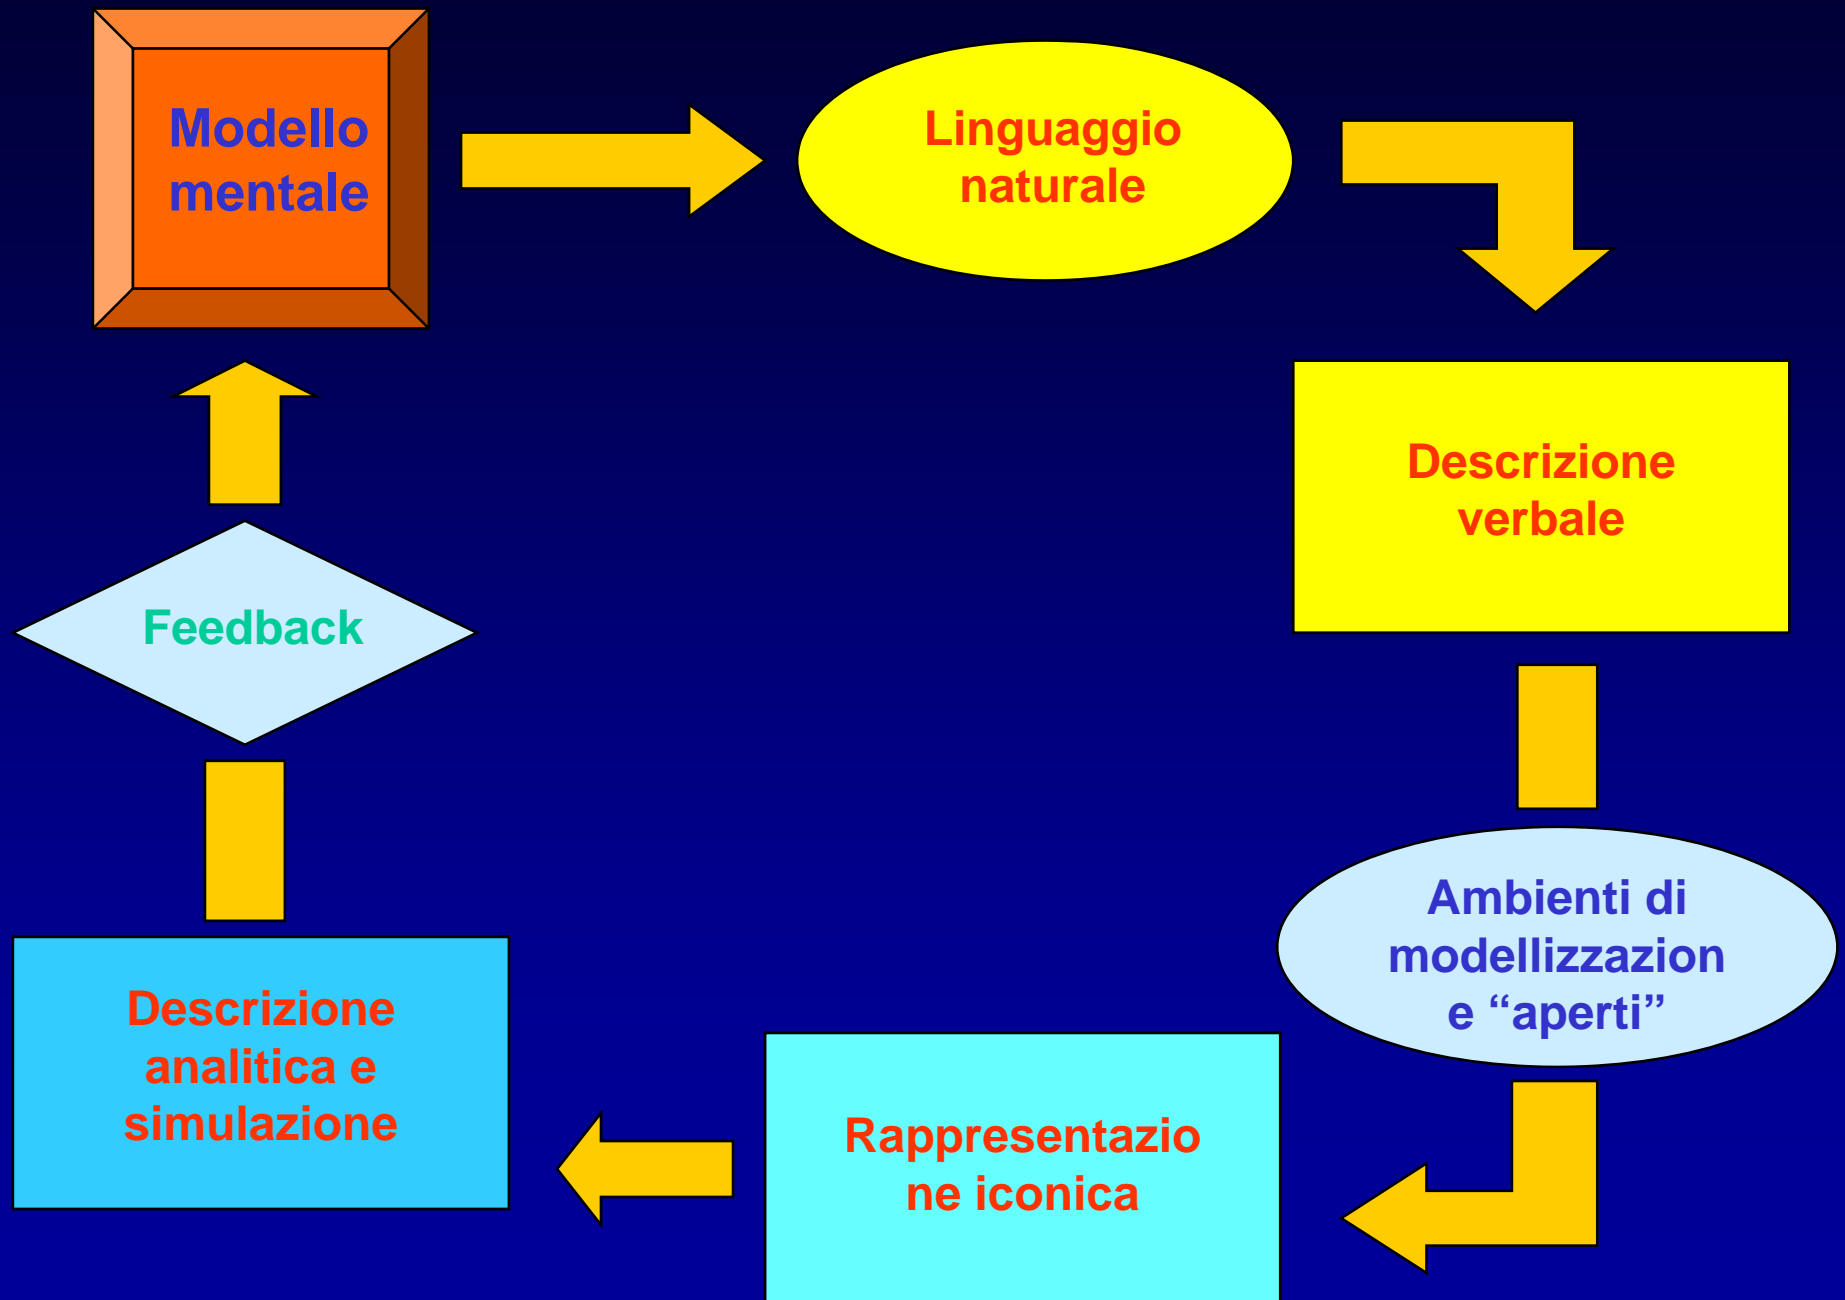 Modello
mentale
Linguaggio
naturale
Descrizione
verbale
Ambienti di
modellizzazion
e “aperti”
Rappresentazio
ne iconica
Descrizione
analitica e
simulazione
Feedback